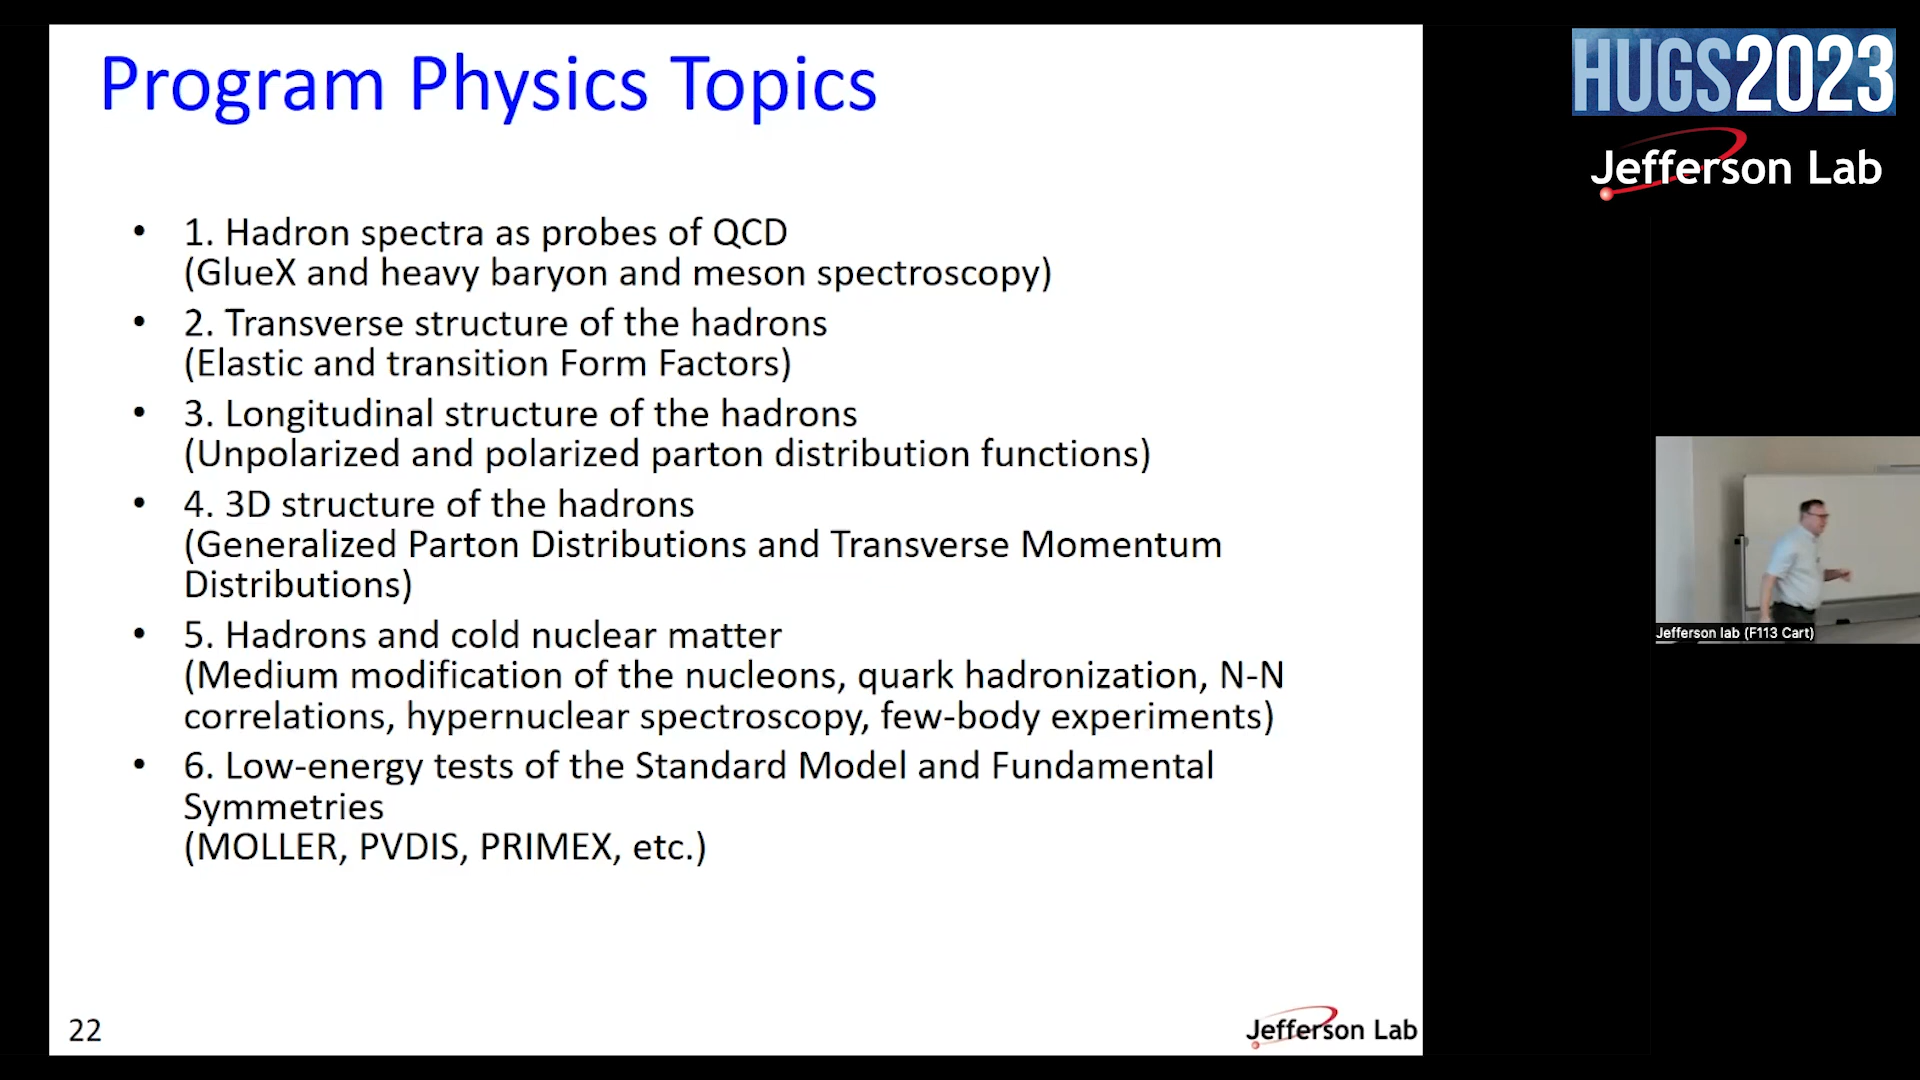 Program Physics Topics
• 1. Hadron spectra as probes of QCD
(GlueX and heavy baryon and meson spectroscopy)
• 2. Transverse structure of the hadrons
(Elastic and transition Form Factors)
• 3. Longitudinal structure of the hadrons
(Unpolarized and polarized parton distribution functions)
• 4. 3D structure of the hadrons
(Generalized Parton Distributions and Transverse Momentum
Distributions)
• 5. Hadrons and cold nuclear matter
(Medium modification of the nucleons, quark hadronization, N-N
correlations, hypernuclear spectroscopy, few-body experiments)
• 6. Low-energy tests of the Standard Model and Fundamental
Symmetries
(MOLLER, PVDIS, PRIMEX, etc.)
22
Jefferson Lab
HUGS2023
Jefferson Lab
Jefferson lab (F113 Cart)